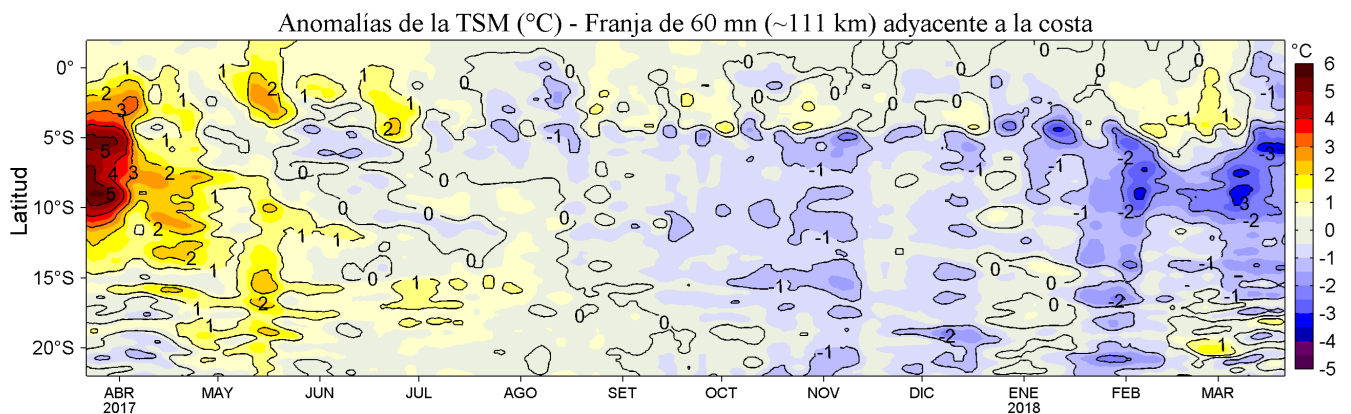 Anomalías de la TSM (°C) - Franja de 60 mn (~111 km) adyacente a la costa
°C
6
5
4
3
2
1
0
-1
-2
-3
-4
-5
Latitud
0°
5°S
10°S
15°S
20°S
ABR MAY JUN JUL AGO SET OCT NOV DIC ENE FEB MAR
2017 2018